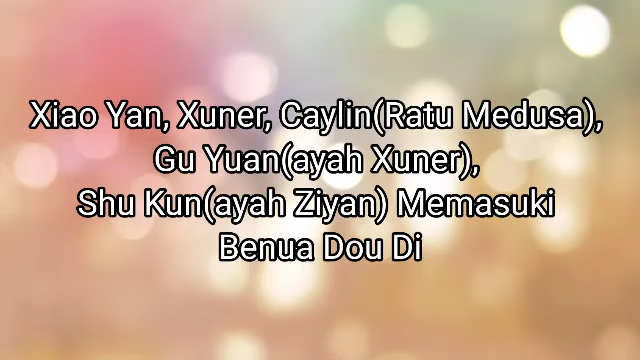 Xiao Yan, Xuner, Caylin(Ratu Medusa),
Gu Yuan(ayah Xuner),
Shu Kun(ayah Ziyan) Memasuki
Benua Dou Di